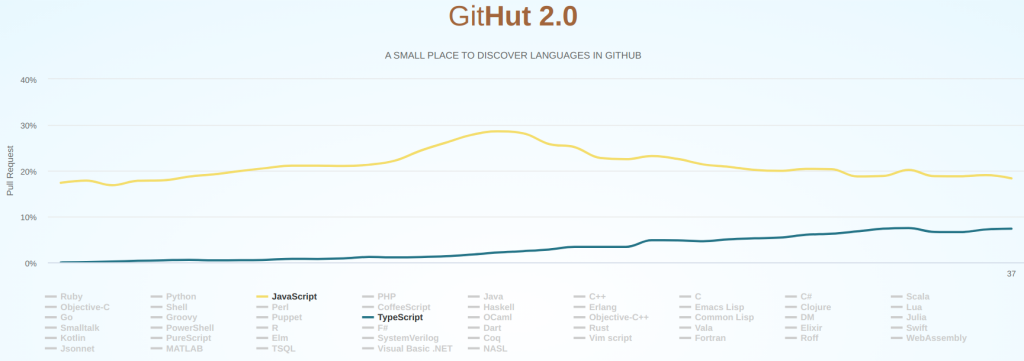 GitHut 2.0
A SMALL PLACE TO DISCOVER LANGUAGES IN GITHUB
40%
30%
20%
10%
0%
Pull Request
37
Ruby Python JavaScript PHP Java C++ C C# Scala
Objective-C Shell Perl CoffeeScript Haskell Erlang Emacs Lisp Clojure Lua
Go Groovy Puppet TypeScript OCaml Objective-C++ Common Lisp DM Julia
Smalltalk PowerShell R F# Dart Rust Vala Elixir Swift
Kotlin PureScript Elm SystemVerilog Coq Vim script Fortran Roff WebAssembly
Jsonnet MATLAB TSQL Visual Basic .NET NASL